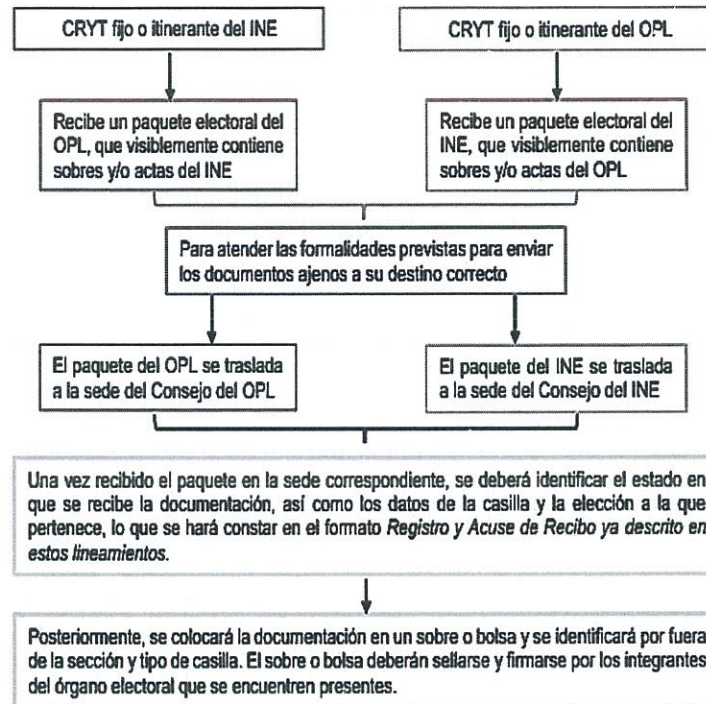 CRYT fijo o itinerante del INE
CRYT fijo o itinerante del OPL
Recibe un paquete electoral del
OPL, que visiblemente contiene
sobres y/o actas del INE
Recibe un paquete electoral del
INE, que visiblemente contiene
sobres y/o actas del OPL
Para atender las formalidades previstas para enviar
los documentos ajenos a su destino correcto
El paquete del OPL se traslada
a la sede del Consejo del OPL
El paquete del INE se traslada
a la sede del Consejo del INE
Una vez recibido el paquete en la sede correspondiente, se deberá identificar el estado en
que se recibe la documentación, así como los datos de la casilla y la elección a la que
pertenece, lo que se hará constar en el formato Registro y Acuse de Recibo ya descrito en
estos lineamientos.
Posteriormente, se colocará la documentación en un sobre o bolsa y se identificará por fuera
de la sección y tipo de casilla. El sobre o bolsa deberán sellarse y firmarse por los integrantes
del órgano electoral que se encuentren presentes.